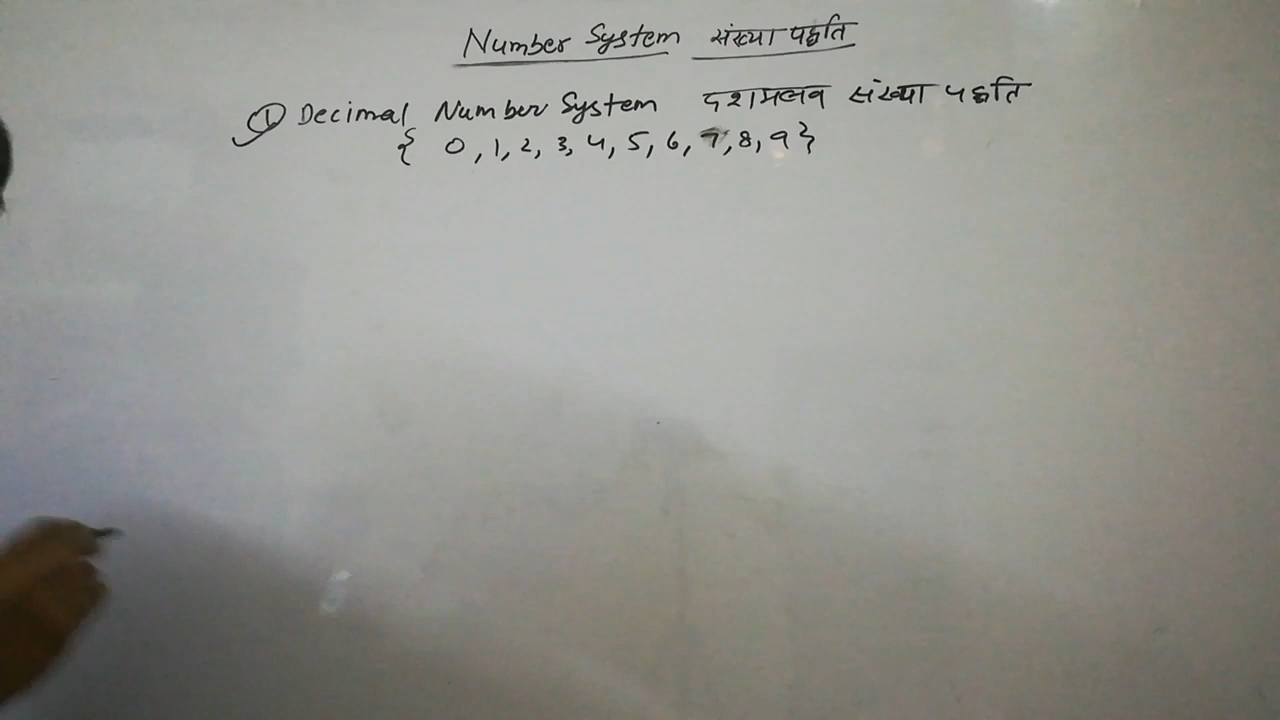 Number System संख्या पद्धति
① Decimal Number System दशमलव संख्या पद्धति
{ 0, 1, 2, 3, 4, 5, 6, 7, 8, 9 }